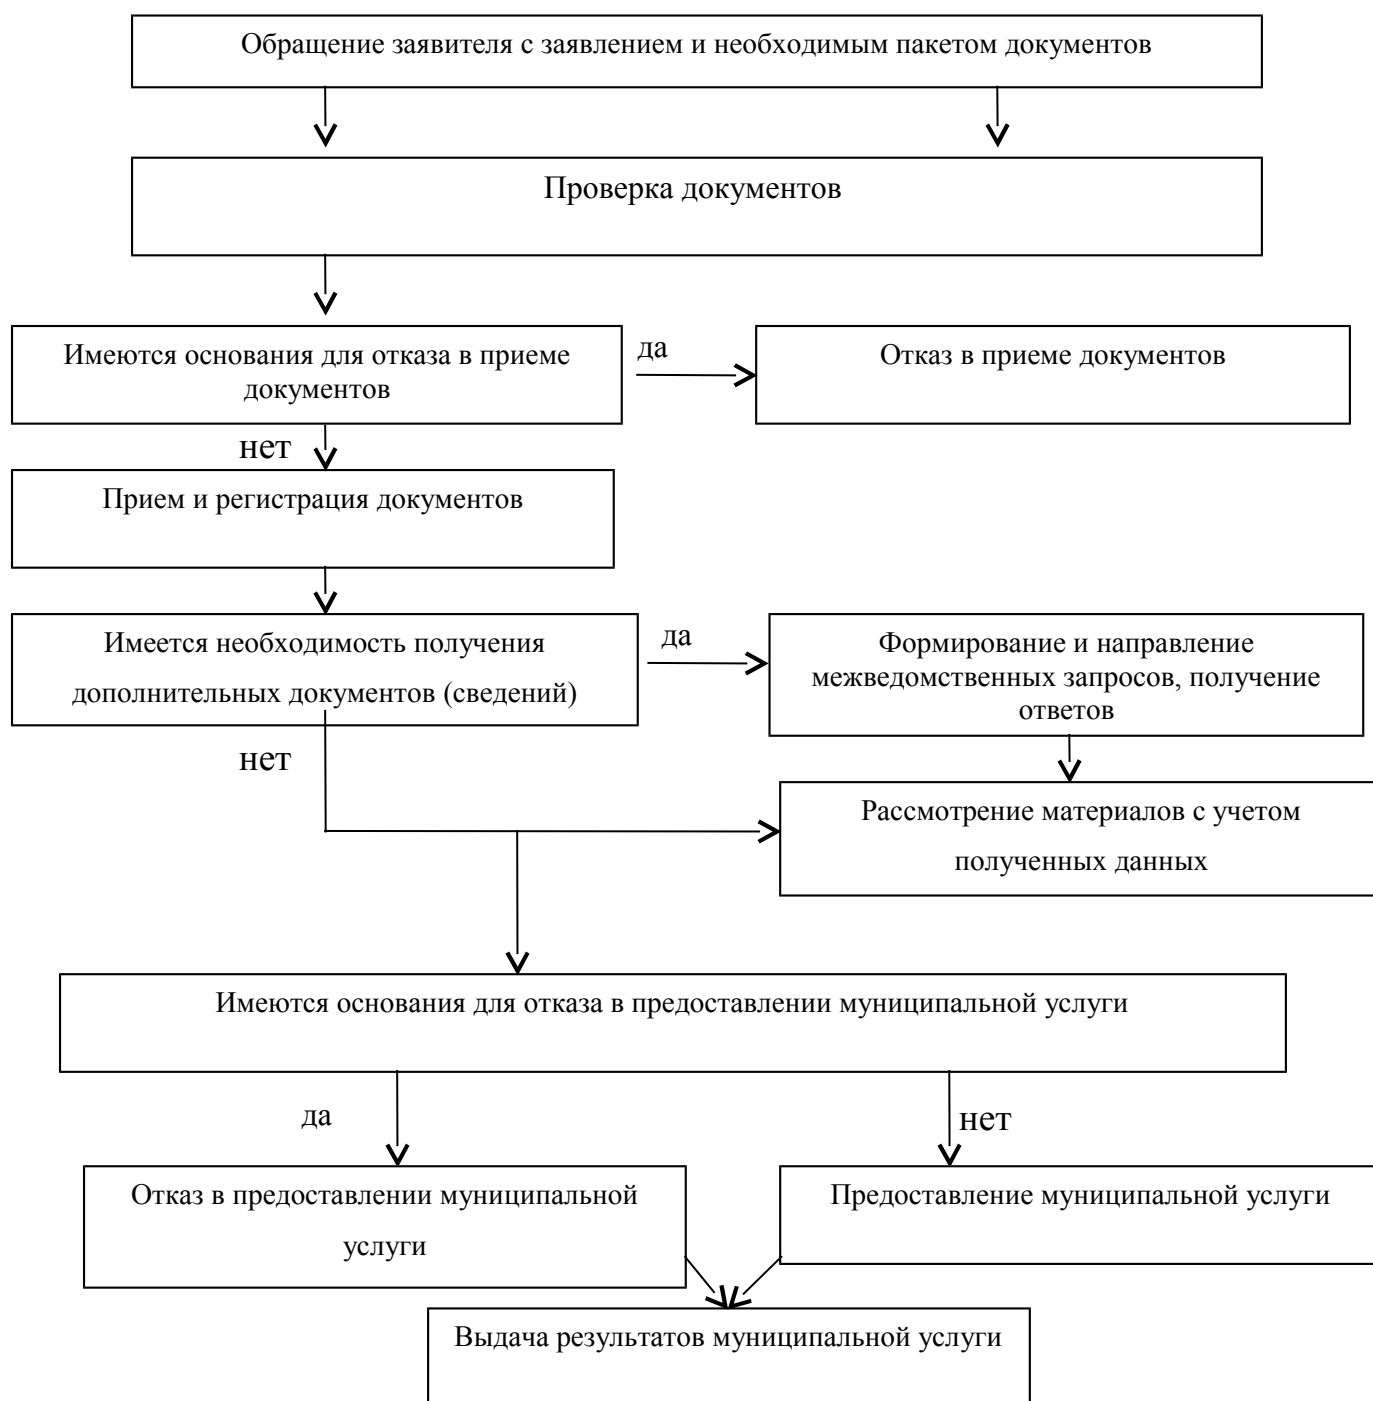 Обращение заявителя с заявлением и необходимым пакетом документов
Проверка документов
Имеются основания для отказа в приеме
документов
да
Отказ в приеме документов
нет
Прием и регистрация документов
Имеется необходимость получения
дополнительных документов (сведений)
да
Формирование и направление
межведомственных запросов, получение
ответов
нет
Рассмотрение материалов с учетом
полученных данных
Имеются основания для отказа в предоставлении муниципальной услуги
да
нет
Отказ в предоставлении муниципальной
услуги
Предоставление муниципальной услуги
Выдача результатов муниципальной услуги